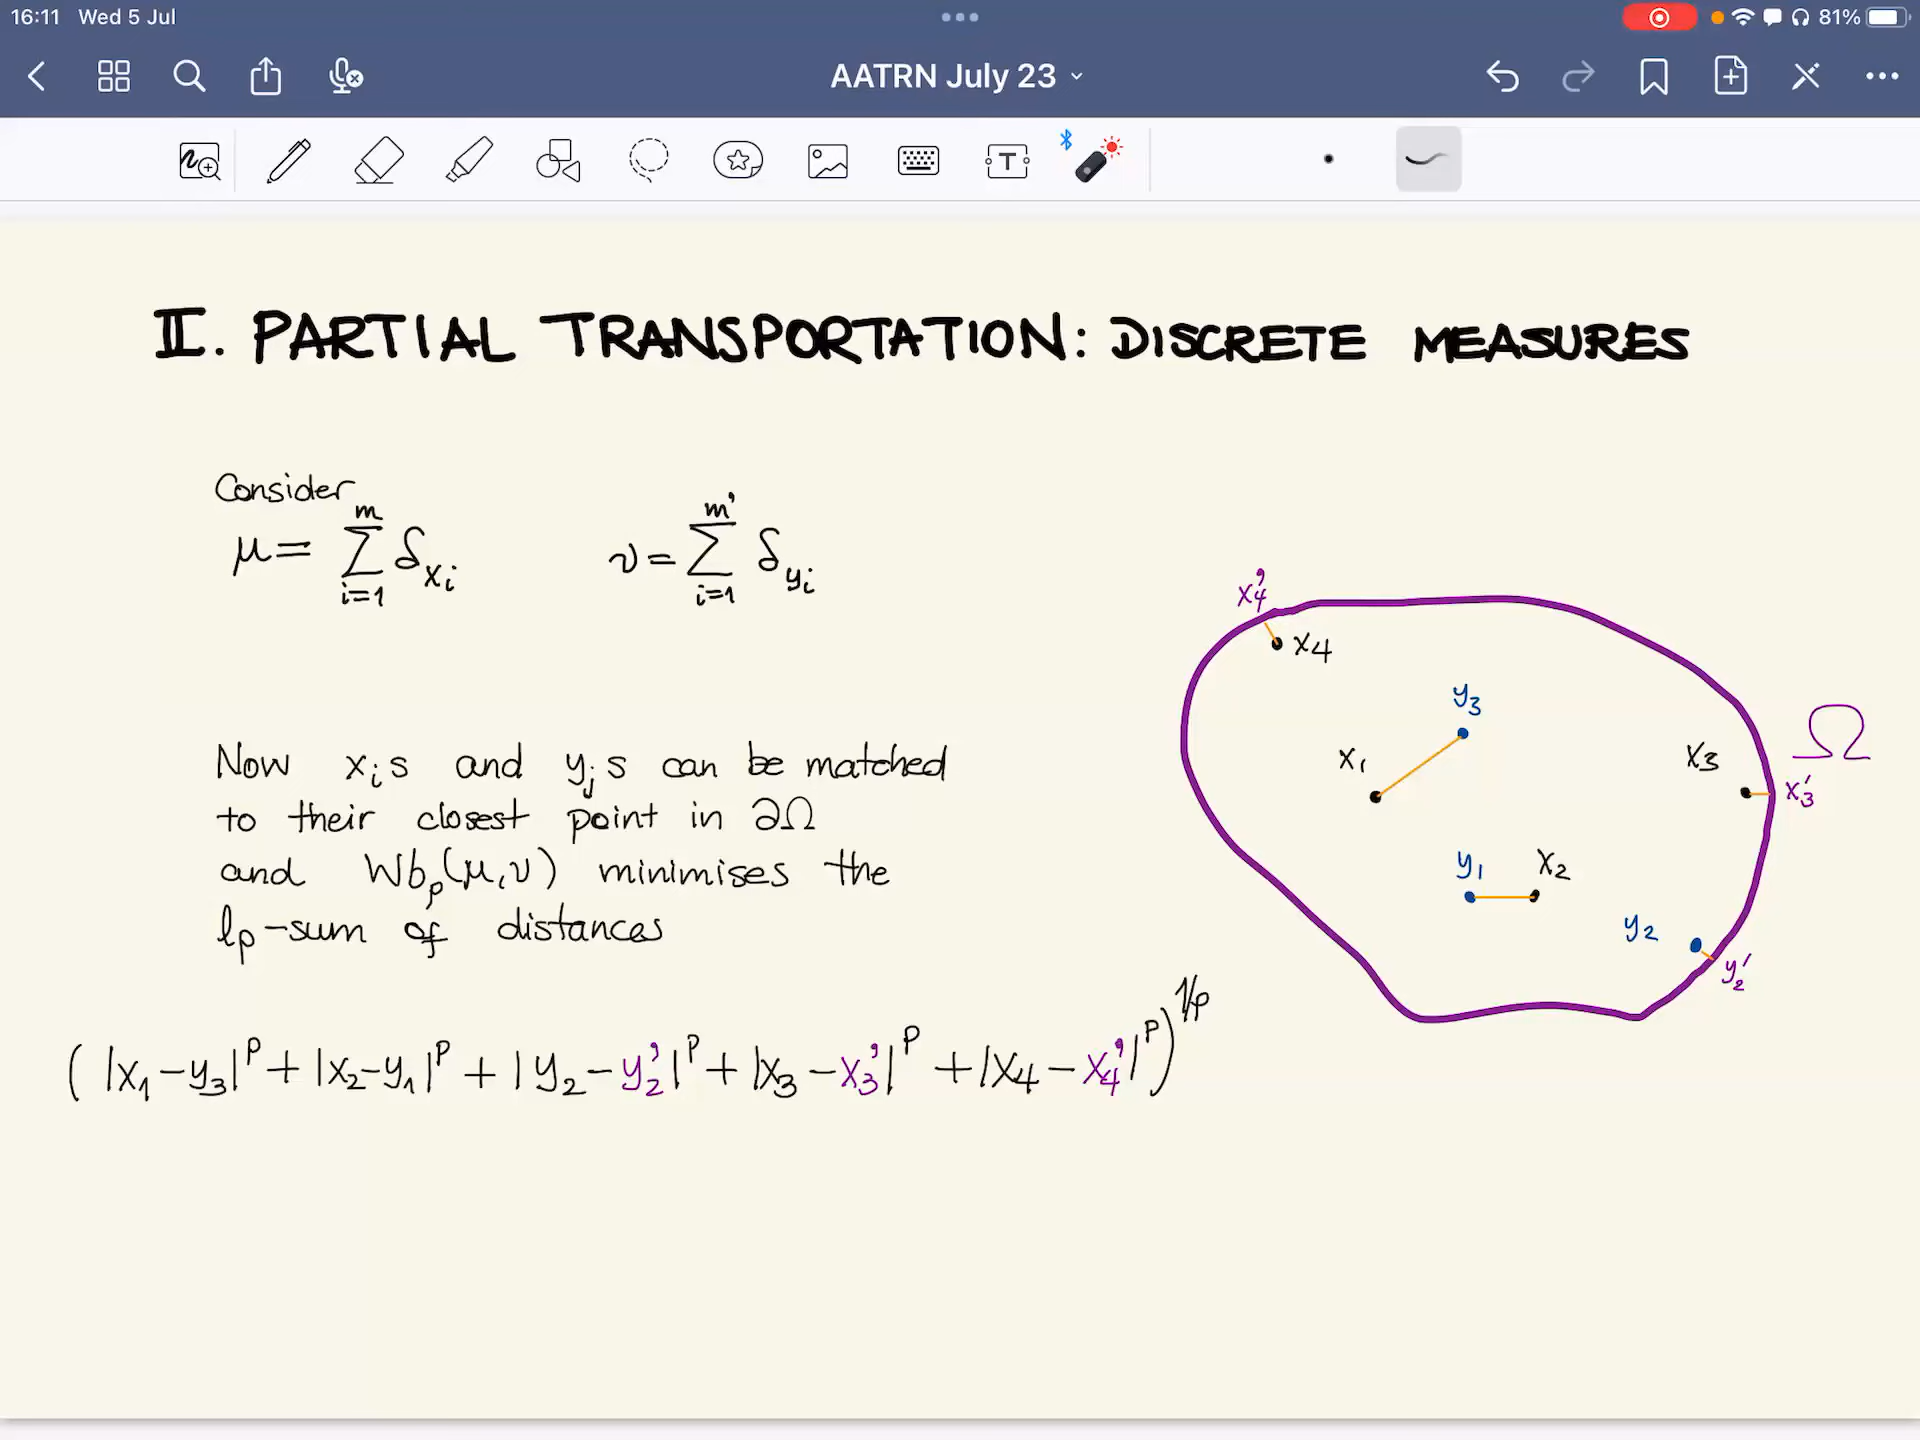 16:11 Wed 5 Jul
81%
AATRN July 23
T
II. PARTIAL TRANSPORTATION: DISCRETE MEASURES
Consider
μ = ∑_{i=1}^{m} δ_{x_i} ν = ∑_{i=1}^{m'} δ_{y_i}
Now x_i s and y_j s can be matched
to their closest point in ∂Ω
and Wb_p(μ,ν) minimises the
lp-sum of distances
( |x_1 - y_3|^p + |x_2 - y_1|^p + |y_2 - y_2'|^p + |x_3 - x_3'|^p + |x_4 - x_4'|^p )^{1/p}
x_4'
x_4
y_3
Ω
x_1
x_3
x_3'
y_1
x_2
y_2
y_2'